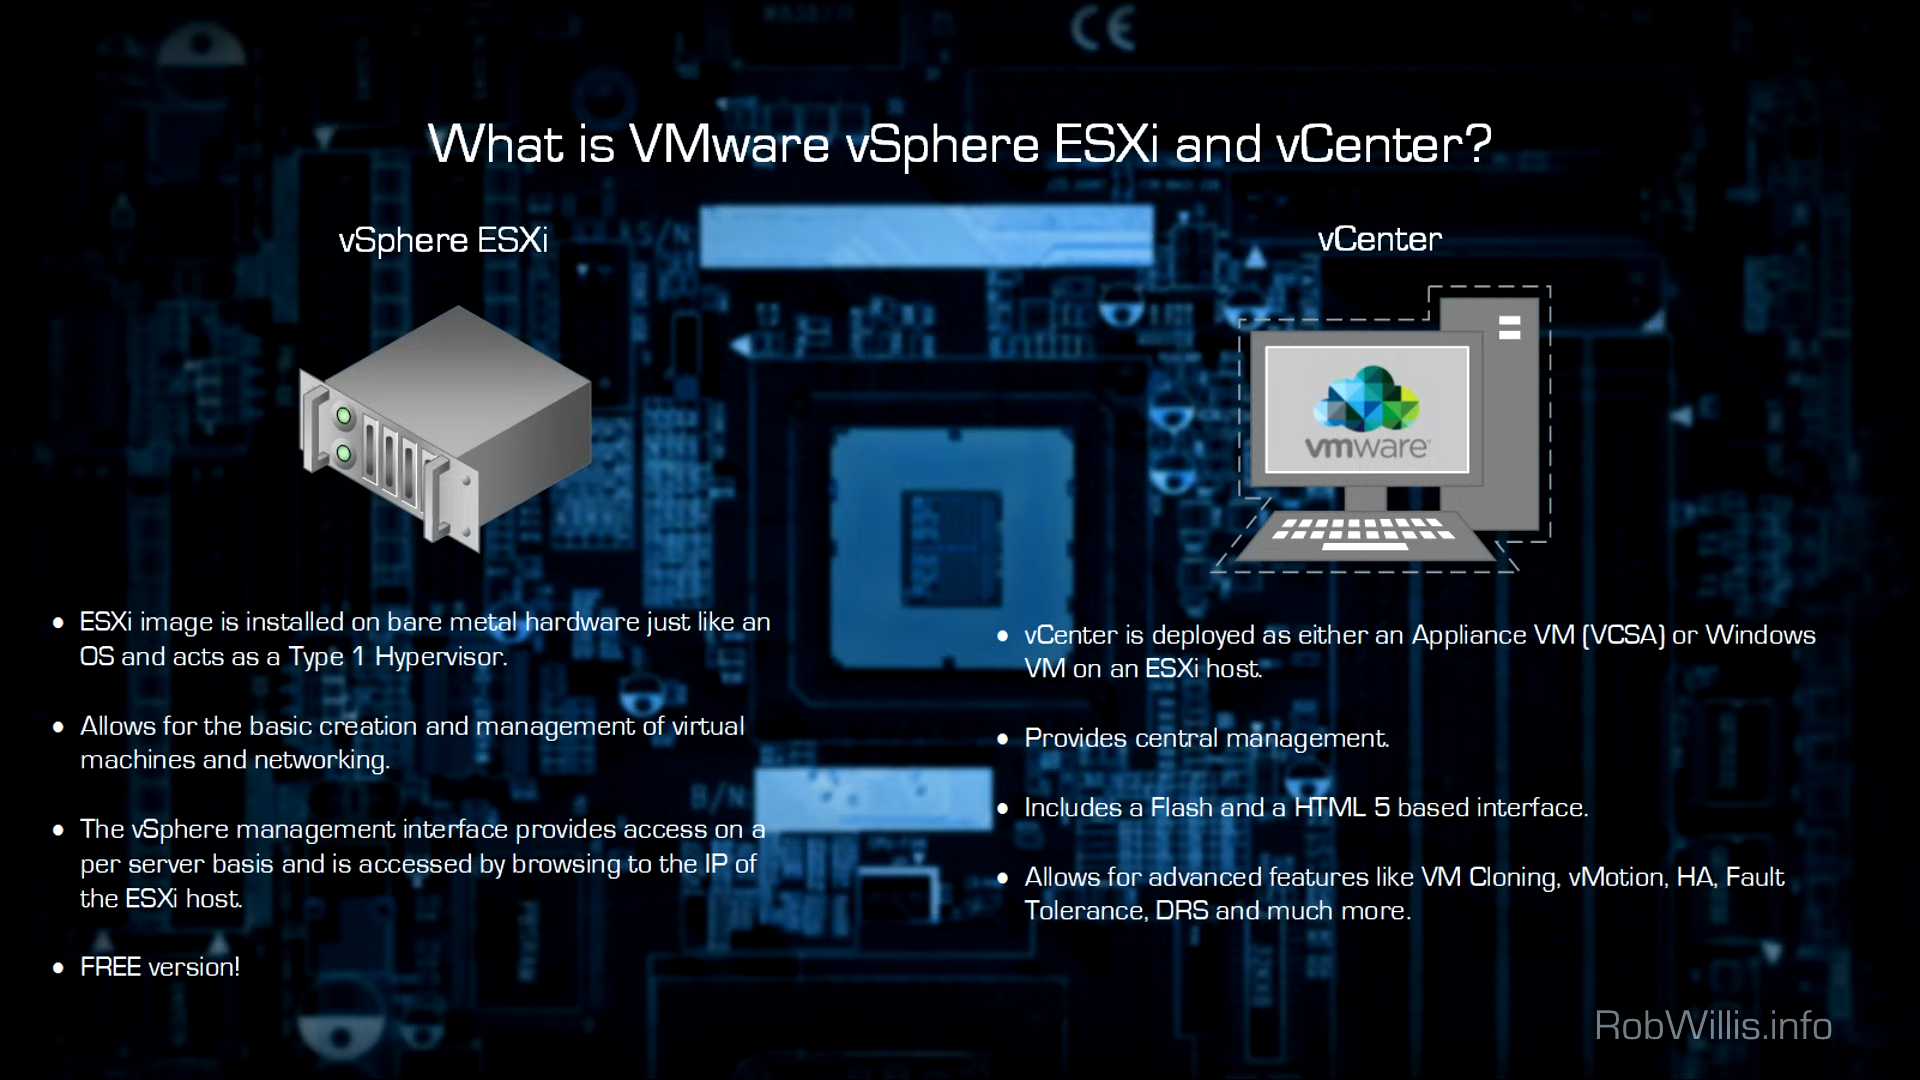 What is VMware vSphere ESXi and vCenter?
vSphere ESXi
• ESXi image is installed on bare metal hardware just like an
OS and acts as a Type 1 Hypervisor.
• Allows for the basic creation and management of virtual
machines and networking.
• The vSphere management interface provides access on a
per server basis and is accessed by browsing to the IP of
the ESXi host.
• FREE version!
vCenter
vmware
• vCenter is deployed as either an Appliance VM (VCSA) or Windows
VM on an ESXi host.
• Provides central management.
• Includes a Flash and a HTML 5 based interface.
• Allows for advanced features like VM Cloning, vMotion, HA, Fault
Tolerance, DRS and much more.
RobWillis.info
CE
S/N
B/N